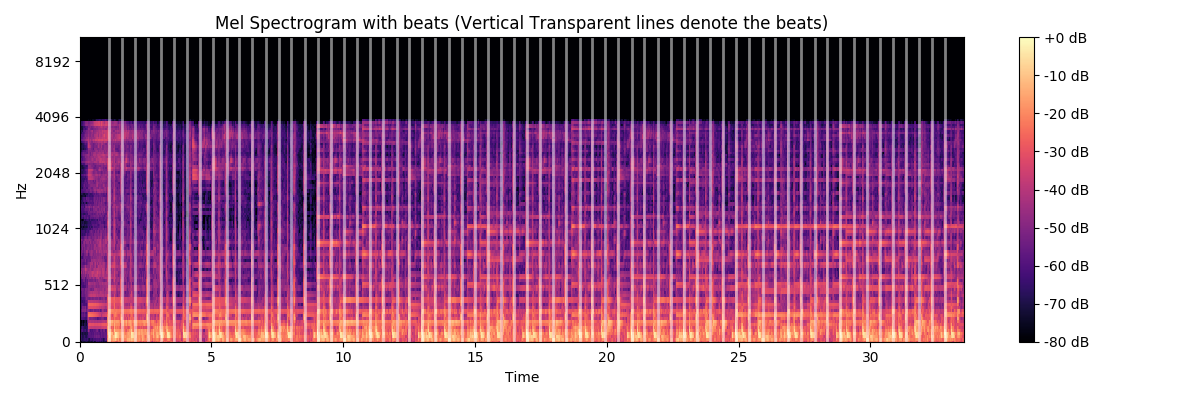 Mel Spectrogram with beats (Vertical Transparent lines denote the beats)
8192
4096
2048
1024
512
0
Hz
0 5 10 15 20 25 30
Time
+0 dB
-10 dB
-20 dB
-30 dB
-40 dB
-50 dB
-60 dB
-70 dB
-80 dB